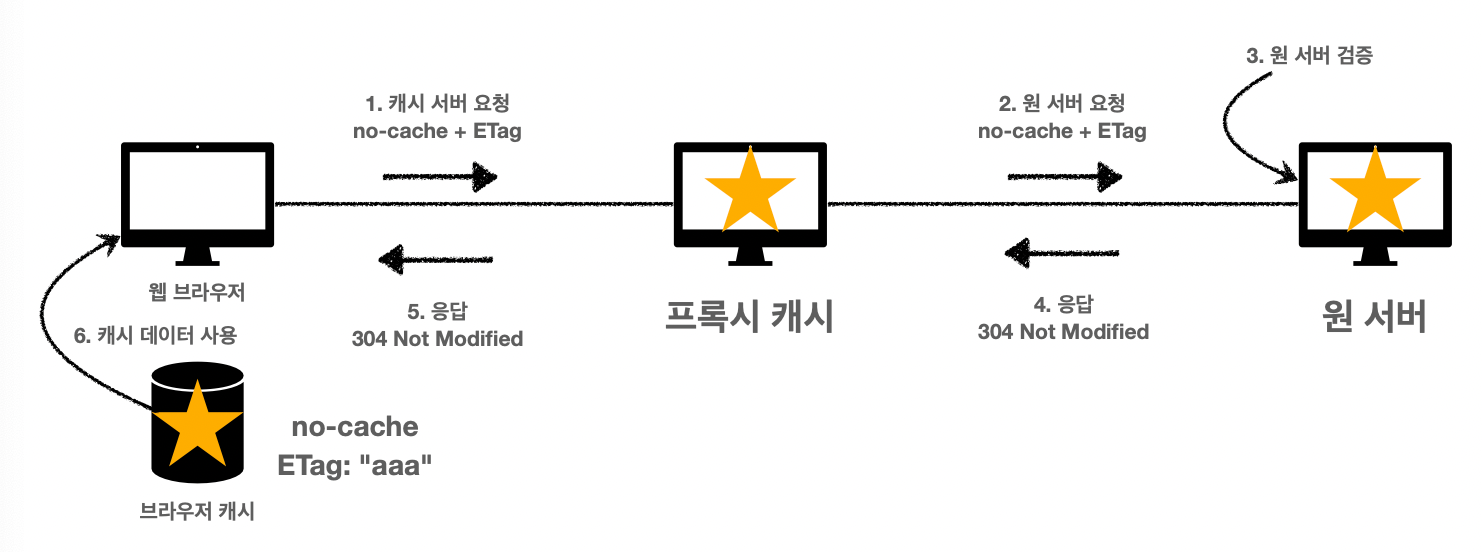 3. 원 서버 검증
1. 캐시 서버 요청
no-cache + ETag
2. 원 서버 요청
no-cache + ETag
웹 브라우저
5. 응답
304 Not Modified
프록시 캐시
4. 응답
304 Not Modified
원 서버
6. 캐시 데이터 사용
no-cache
ETag: "aaa"
브라우저 캐시